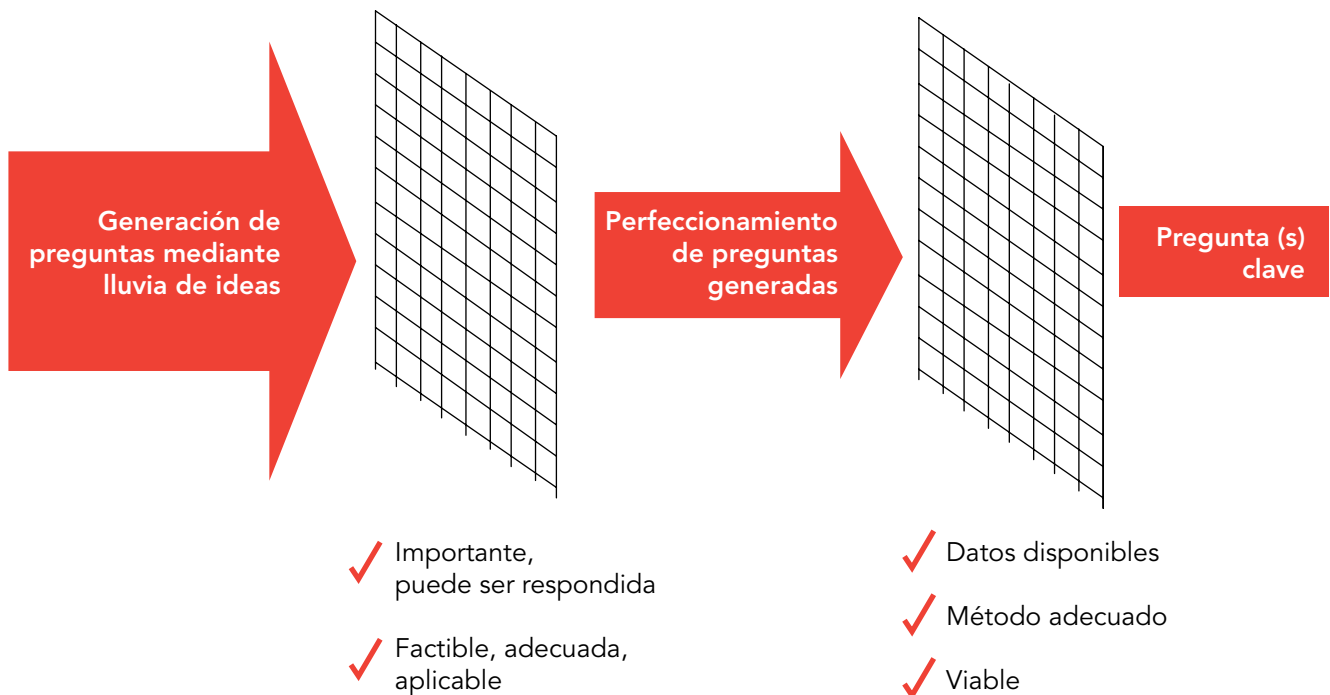 Generación de
preguntas mediante
lluvia de ideas
Perfeccionamiento
de preguntas
generadas
Pregunta (s)
clave
Importante,
puede ser respondida
Factible, adecuada,
aplicable
Datos disponibles
Método adecuado
Viable